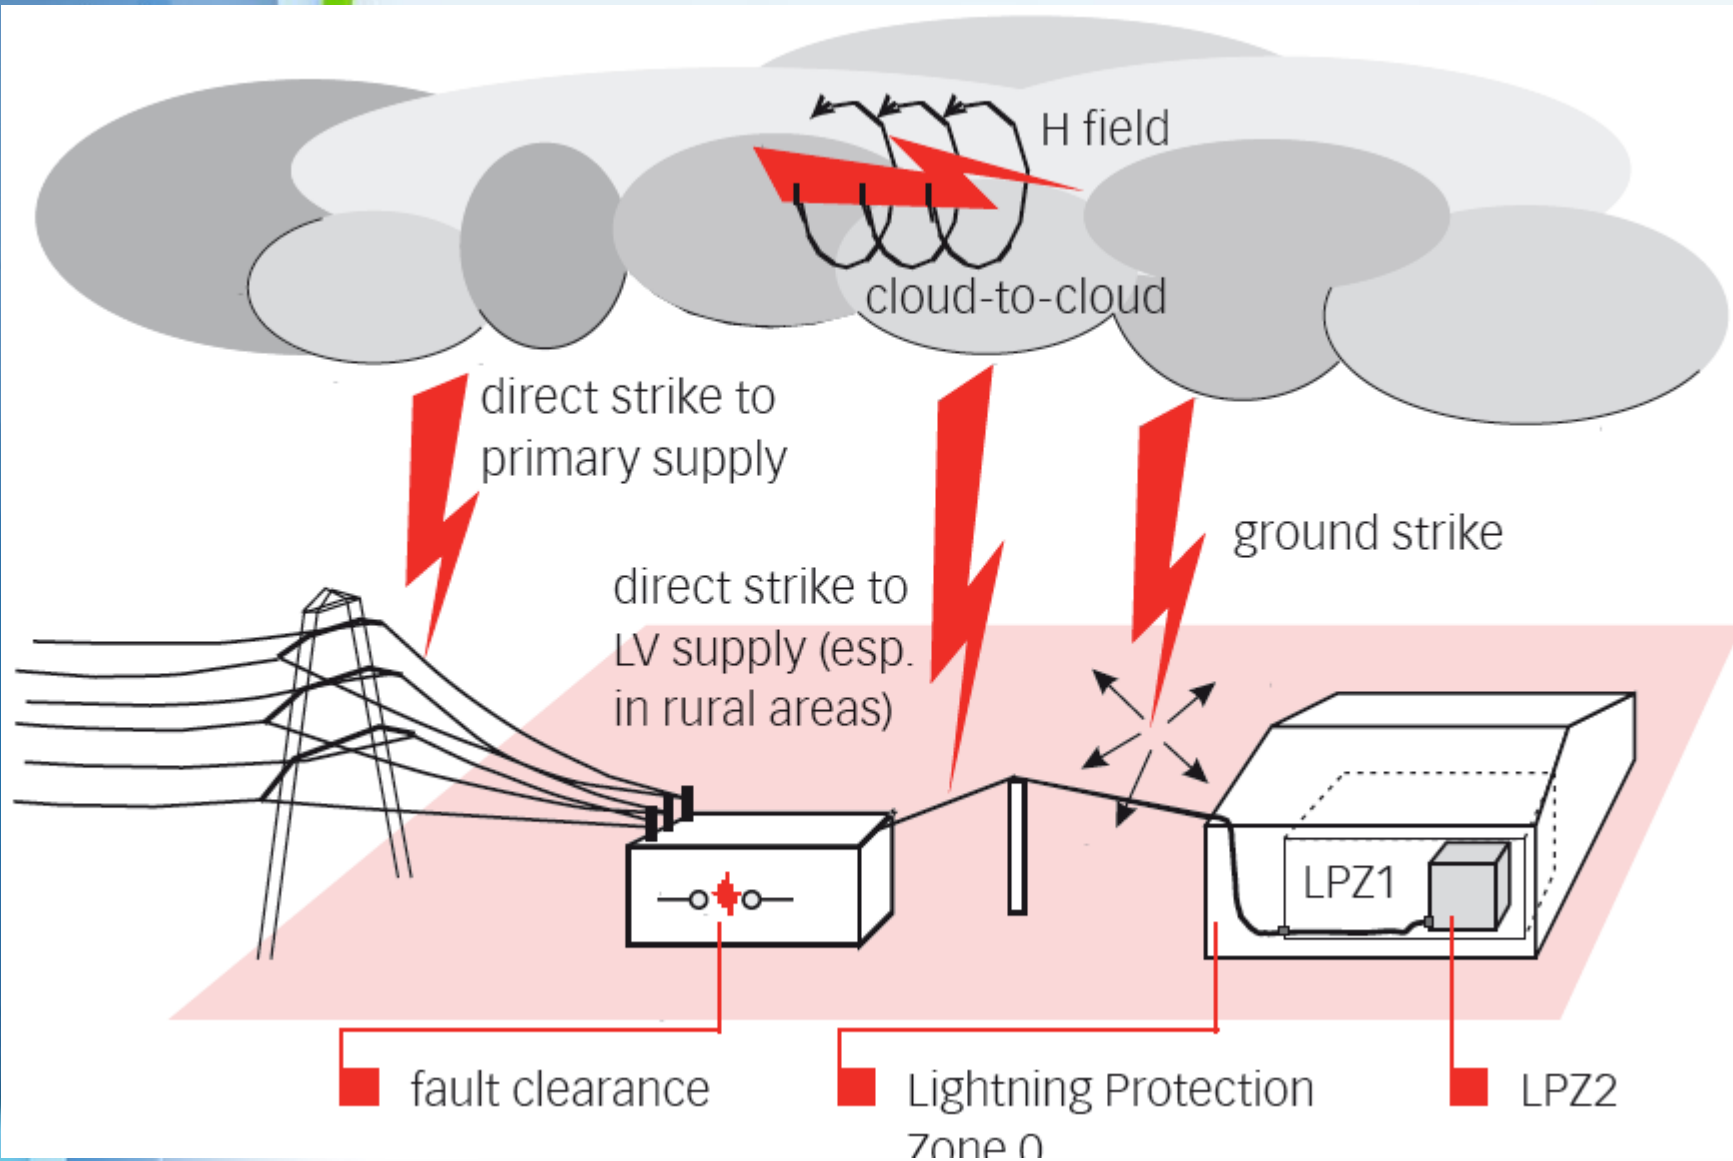 H field
cloud-to-cloud
direct strike to
primary supply
ground strike
direct strike to
LV supply (esp.
in rural areas)
LPZ1
fault clearance
Lightning Protection
Zone 0
LPZ2